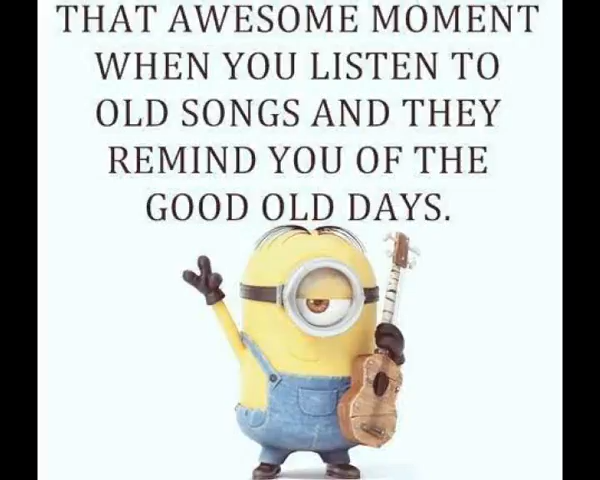 THAT AWESOME MOMENT
WHEN YOU LISTEN TO
OLD SONGS AND THEY
REMIND YOU OF THE
GOOD OLD DAYS.